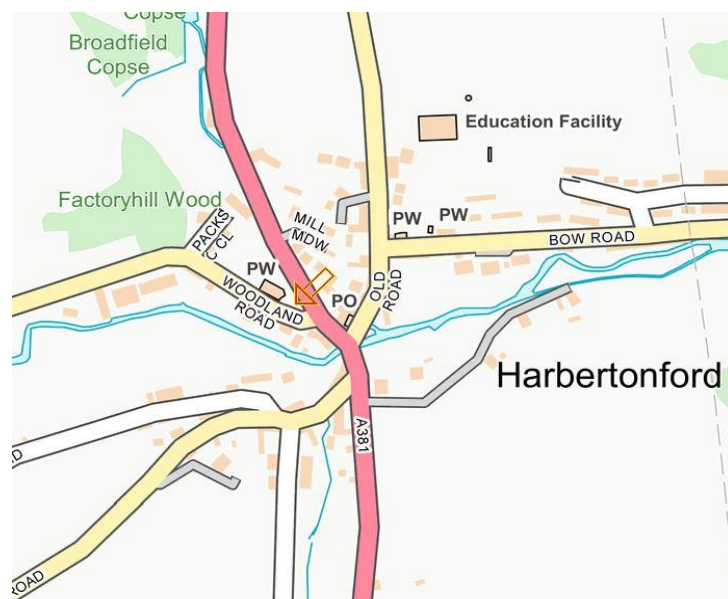 Copse
Broadfield
Copse
Education Facility
Factoryhill Wood
PACKS
CL
MILL
MDW
PW
PW
BOW ROAD
PW
WOODLAND
ROAD
PO
OLD
ROAD
Harbertonford
A381
ROAD